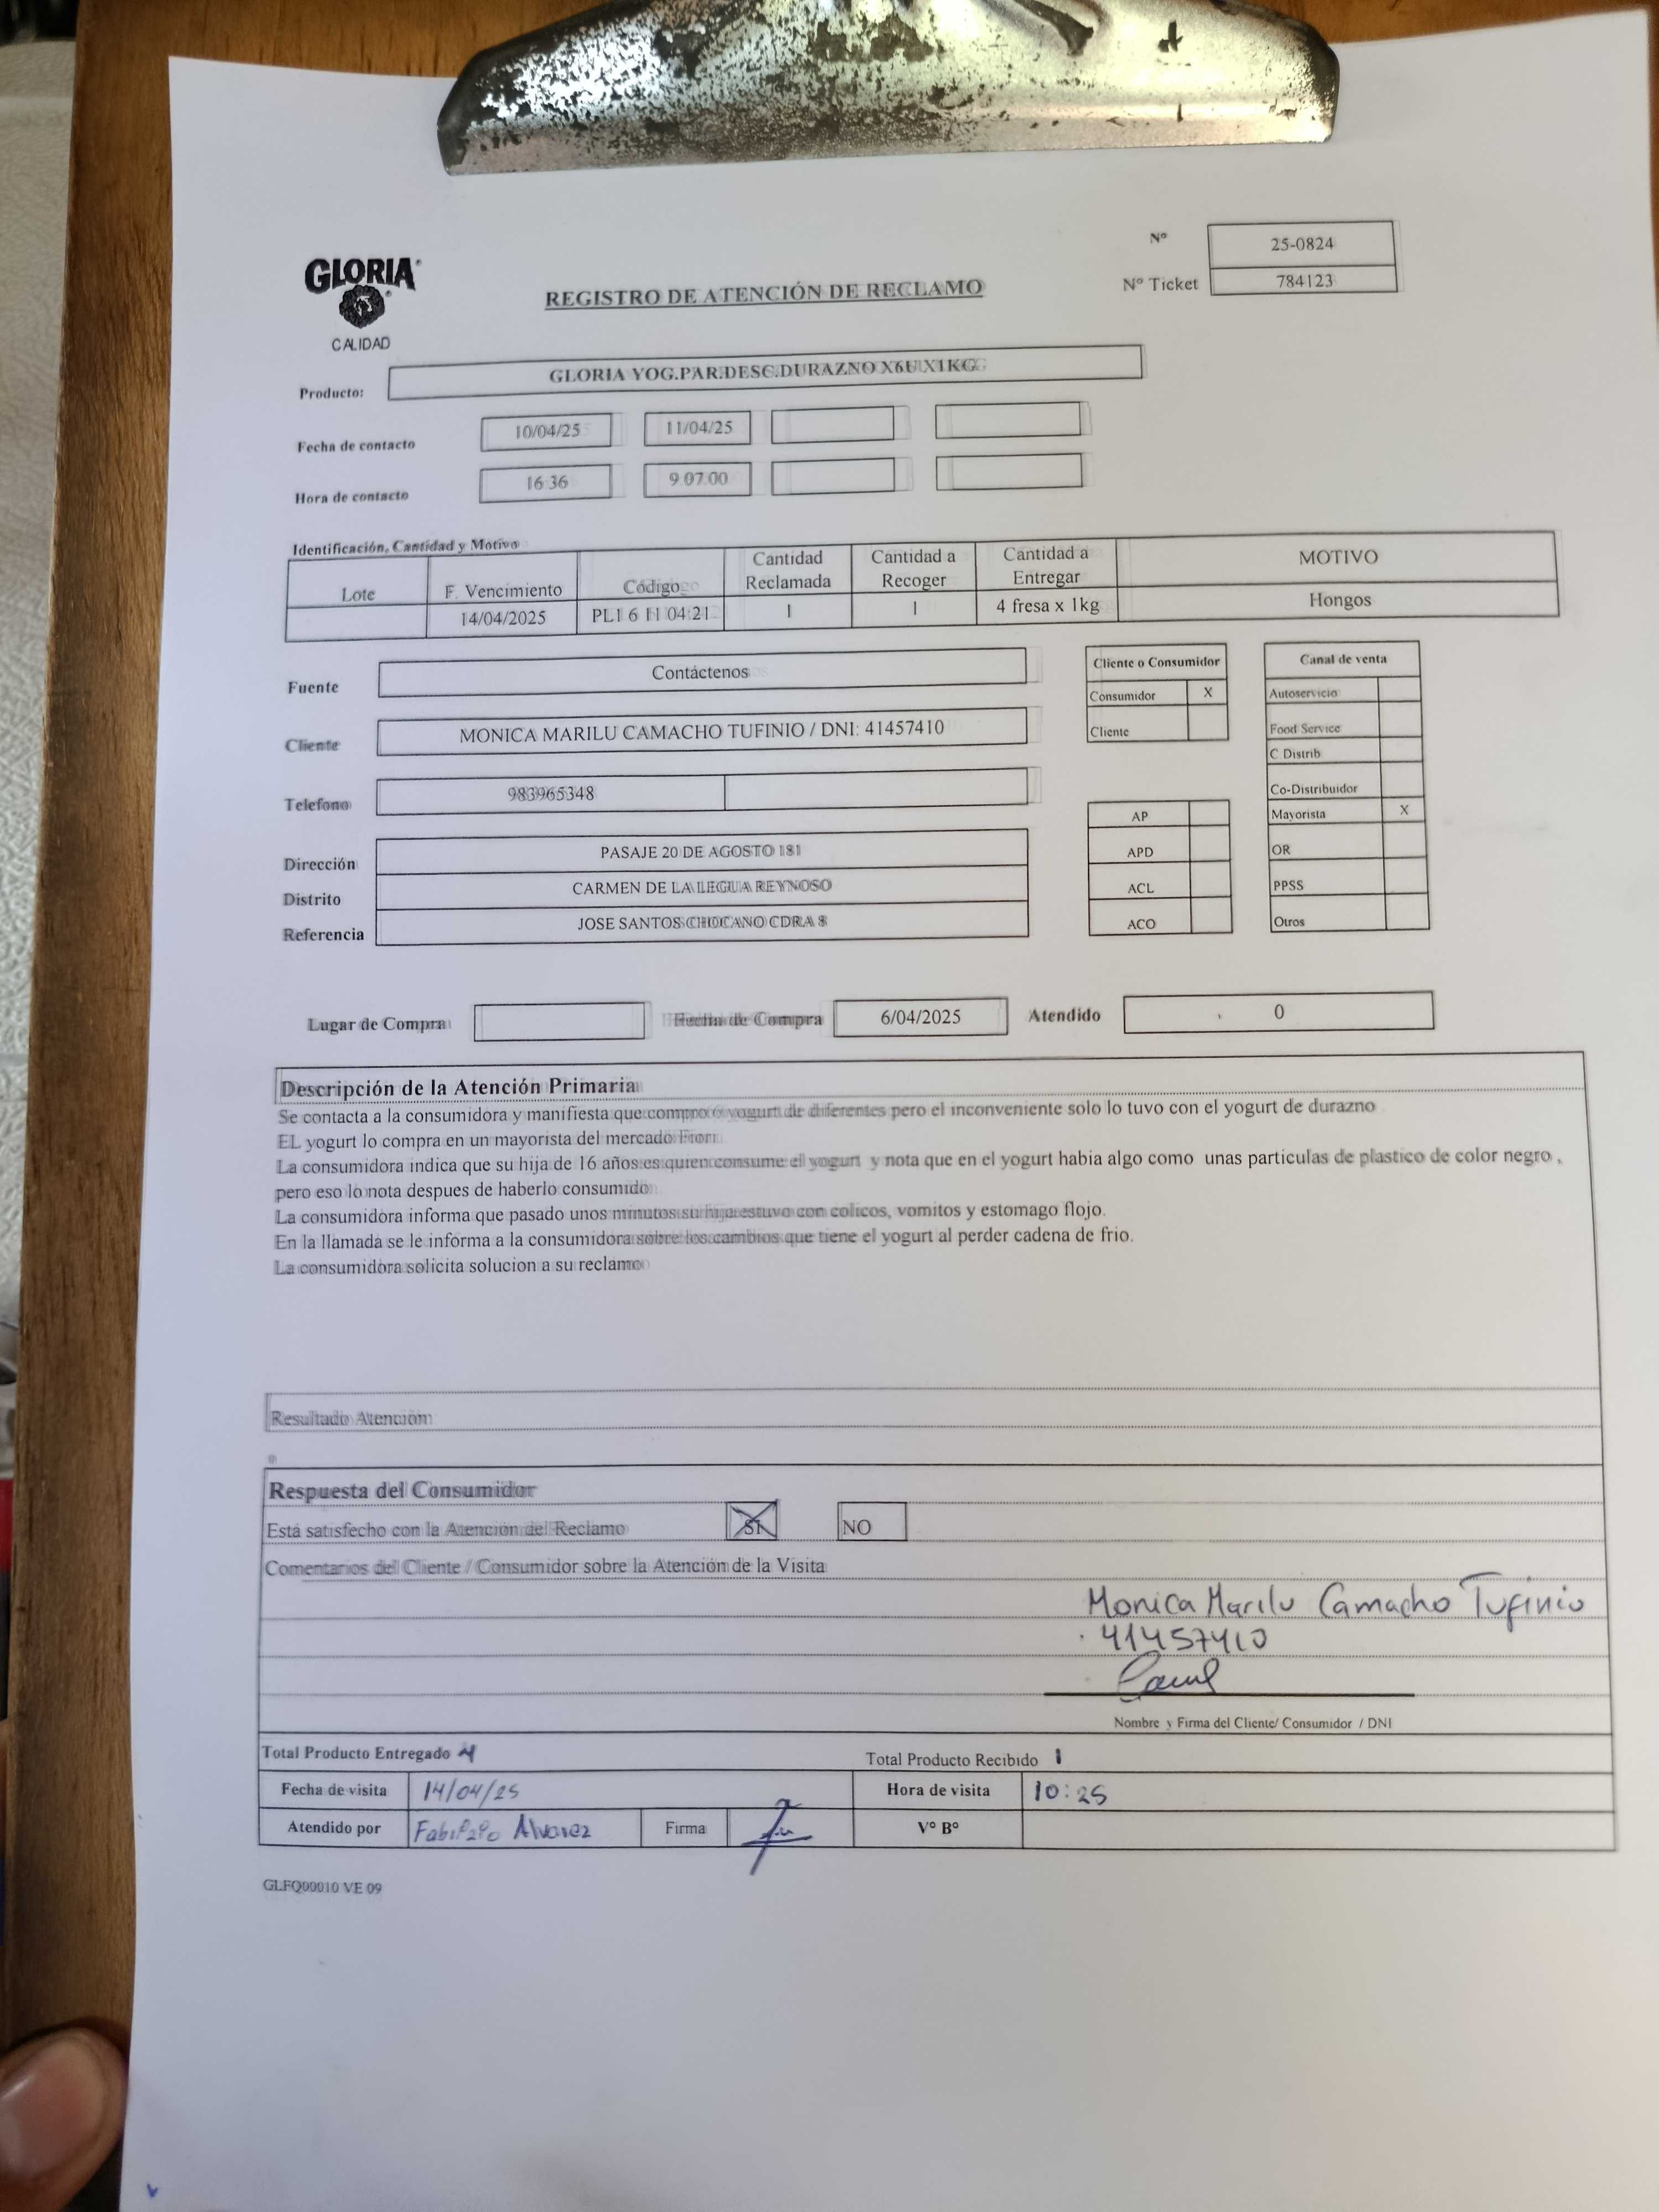 Nº 25-0824
GLORIA
CALIDAD
REGISTRO DE ATENCIÓN DE RECLAMO
Nº Ticket 784123
Producto: GLORIA YOG.PAR.DESC.DURAZNO X6U X1KG
Fecha de contacto 10/04/25 11/04/25
Hora de contacto 16:36 9:07:00
Identificación, Cantidad y Motivo
Lote F. Vencimiento Código Cantidad Reclamada Cantidad a Recoger Cantidad a Entregar MOTIVO
14/04/2025 PL1 6 11 04:21 1 1 4 fresa x 1kg Hongos
Fuente Contáctenos
Cliente MONICA MARILU CAMACHO TUFINIO / DNI: 41457410
Telefono 983965348
Dirección PASAJE 20 DE AGOSTO 181
Distrito CARMEN DE LA LEGUA REYNOSO
Referencia JOSE SANTOS CHOCANO CDRA 8
Cliente o Consumidor
Consumidor X
Cliente
AP
APD
ACL
ACO
Canal de venta
Autoservicio
Food Service
C Distrib
Co-Distribuidor
Mayorista X
OR
PPSS
Otros
Lugar de Compra Fecha de Compra 6/04/2025 Atendido 0
Descripción de la Atención Primaria
Se contacta a la consumidora y manifiesta que compro 6 yogurt de diferentes pero el inconveniente solo lo tuvo con el yogurt de durazno
EL yogurt lo compra en un mayorista del mercado
La consumidora indica que su hija de 16 años es quien consume el yogurt y nota que en el yogurt habia algo como unas particulas de plastico de color negro ,
pero eso lo nota despues de haberlo consumido
La consumidora informa que pasado unos minutos su hija estuvo con colicos, vomitos y estomago flojo.
En la llamada se le informa a la consumidora sobre los cambios que tiene el yogurt al perder cadena de frio.
La consumidora solicita solucion a su reclamo
Resultado Atención
0
Respuesta del Consumidor
Está satisfecho con la Atención del Reclamo SI NO
Comentarios del Cliente / Consumidor sobre la Atención de la Visita
Monica Marilu Camacho Tufinio
41457410
Nombre y Firma del Cliente/ Consumidor / DNI
Total Producto Entregado 4 Total Producto Recibido 1
Fecha de visita 14/04/25 Hora de visita 10:25
Atendido por Alvarez Firma Vº Bº
GLFQ00010 VE 09